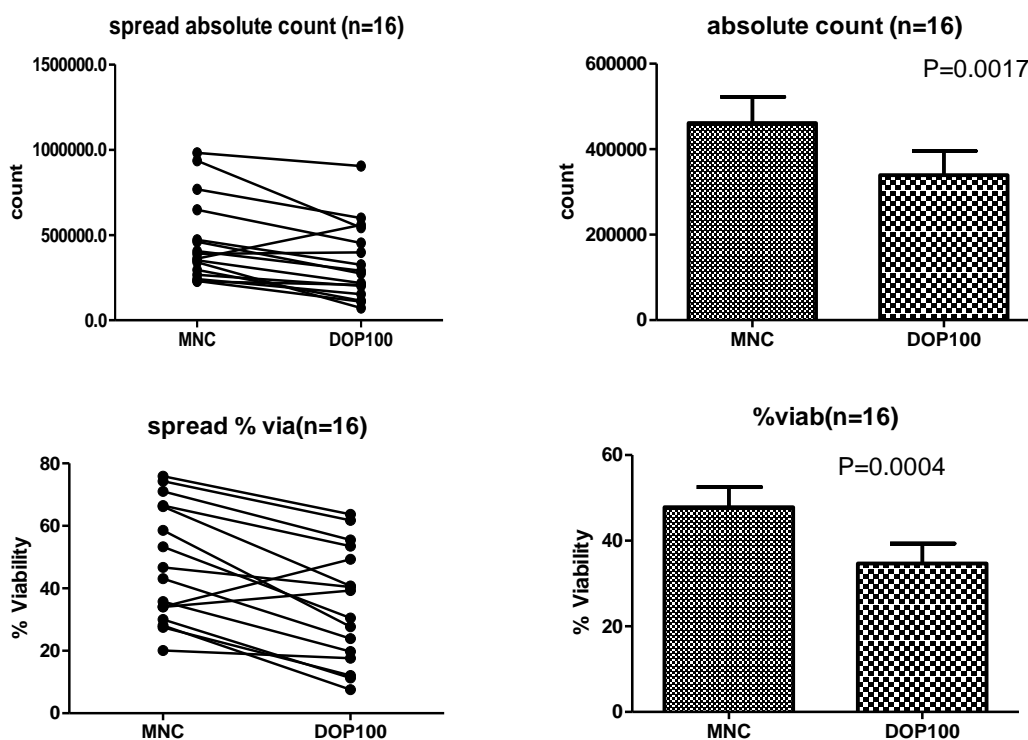 spread absolute count (n=16)
1500000.0
1000000.0
500000.0
0.0
count
MNC DOP100
absolute count (n=16)
P=0.0017
600000
400000
200000
0
count
MNC DOP100
spread % via(n=16)
80
60
40
20
0
% Viability
MNC DOP100
%viab(n=16)
P=0.0004
60
40
20
0
% Viability
MNC DOP100